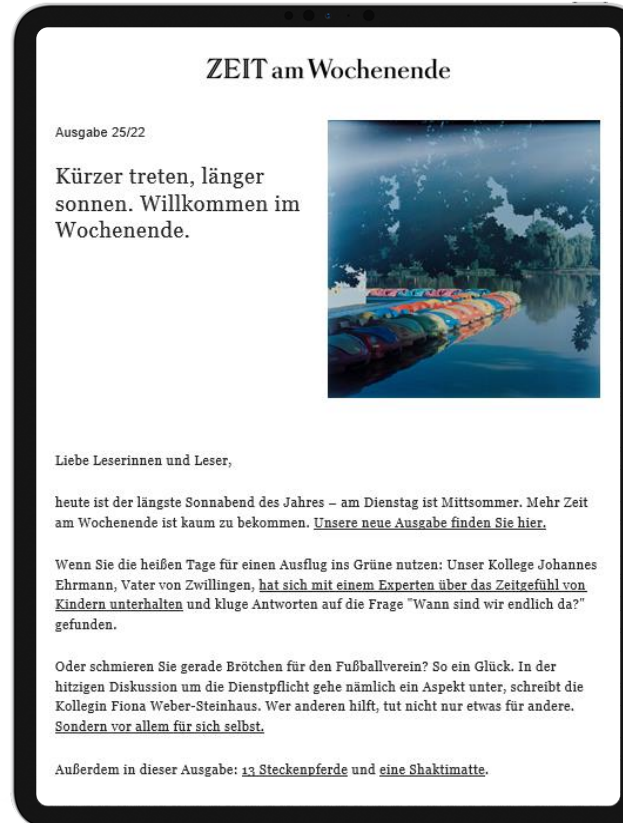 ZEIT am Wochenende
Ausgabe 25/22
Kürzer treten, länger
sonnen. Willkommen im
Wochenende.
Liebe Leserinnen und Leser,
heute ist der längste Sonnabend des Jahres – am Dienstag ist Mittsommer. Mehr Zeit
am Wochenende ist kaum zu bekommen. Unsere neue Ausgabe finden Sie hier.
Wenn Sie die heißen Tage für einen Ausflug ins Grüne nutzen: Unser Kollege Johannes
Ehrmann, Vater von Zwillingen, hat sich mit einem Experten über das Zeitgefühl von
Kindern unterhalten und kluge Antworten auf die Frage "Wann sind wir endlich da?"
gefunden.
Oder schmieren Sie gerade Brötchen für den Fußballverein? So ein Glück. In der
hitzigen Diskussion um die Dienstpflicht gehe nämlich ein Aspekt unter, schreibt die
Kollegin Fiona Weber-Steinhaus. Wer anderen hilft, tut nicht nur etwas für andere.
Sondern vor allem für sich selbst.
Außerdem in dieser Ausgabe: 13 Steckenpferde und eine Shaktimatte.